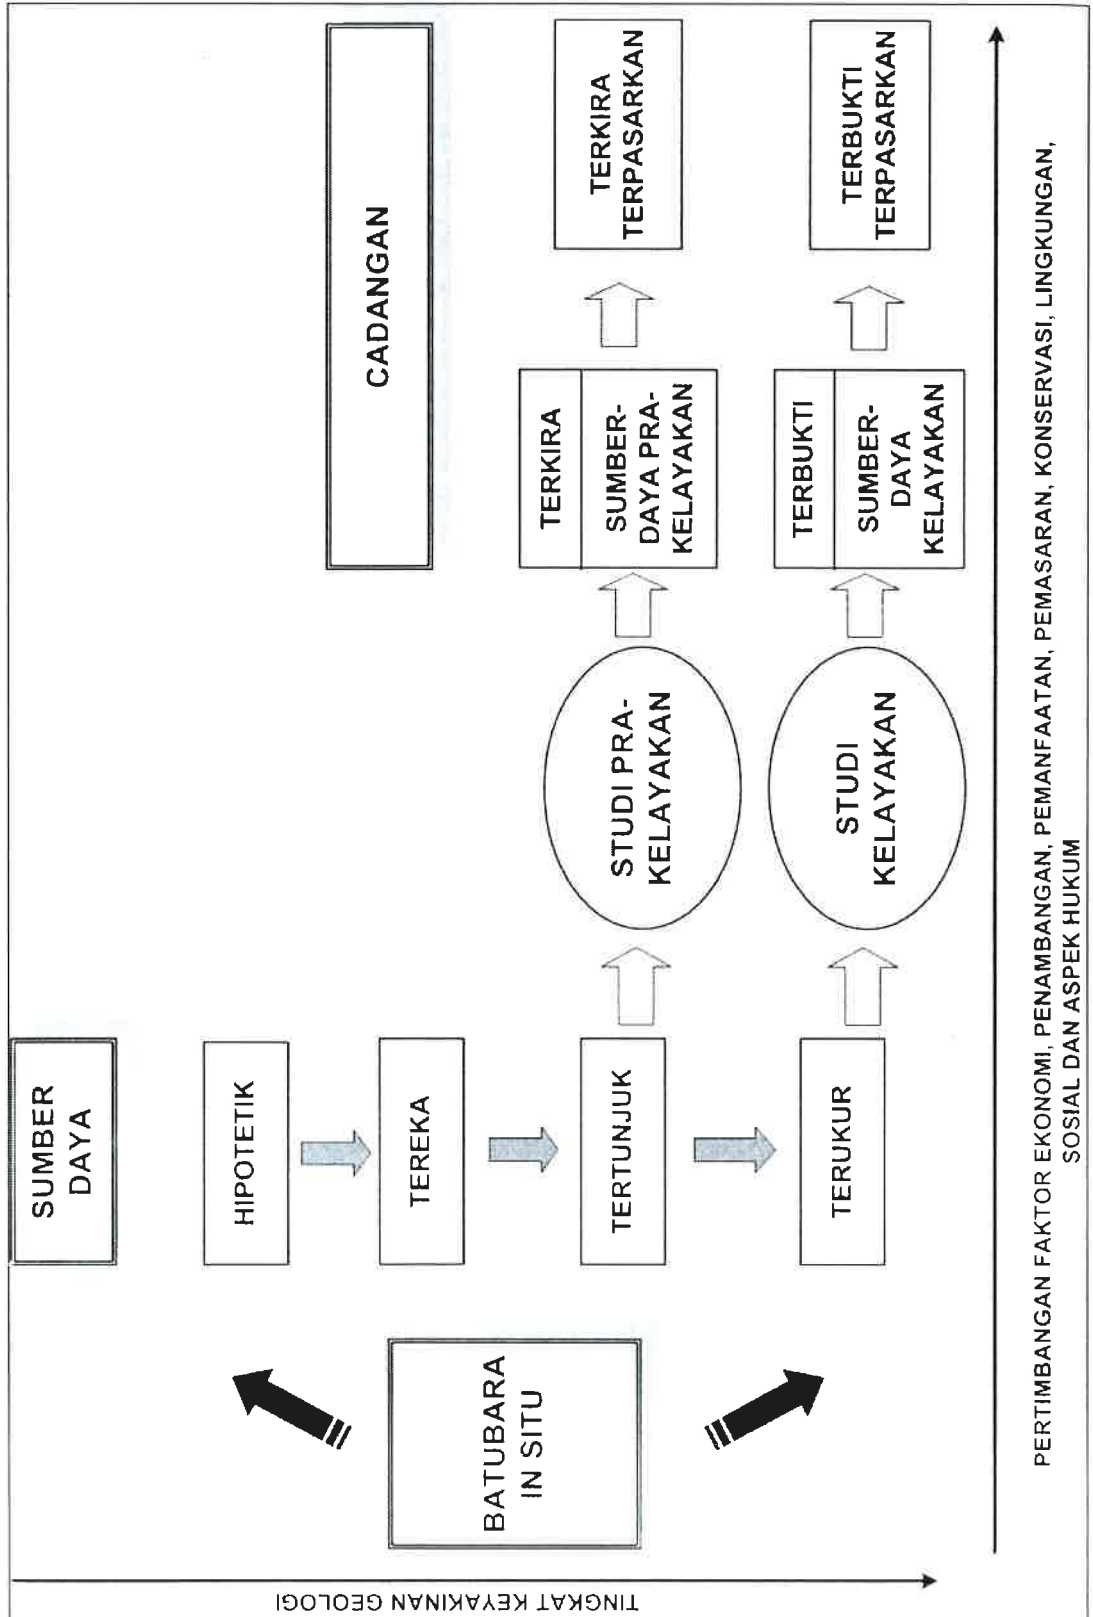 SUMBER
DAYA
CADANGAN
HIPOTETIK
TEREKA
TERTUNJUK
STUDI PRA-
KELAYAKAN
TERKIRA
SUMBER-
DAYA PRA-
KELAYAKAN
TERKIRA
TERPASARKAN
TERUKUR
STUDI
KELAYAKAN
TERBUKTI
SUMBER-
DAYA
KELAYAKAN
TERBUKTI
TERPASARKAN
BATUBARA
IN SITU
TINGKAT KEYAKINAN GEOLOGI
PERTIMBANGAN FAKTOR EKONOMI, PENAMBANGAN, PEMANFAATAN, PEMASARAN, KONSERVASI, LINGKUNGAN,
SOSIAL DAN ASPEK HUKUM